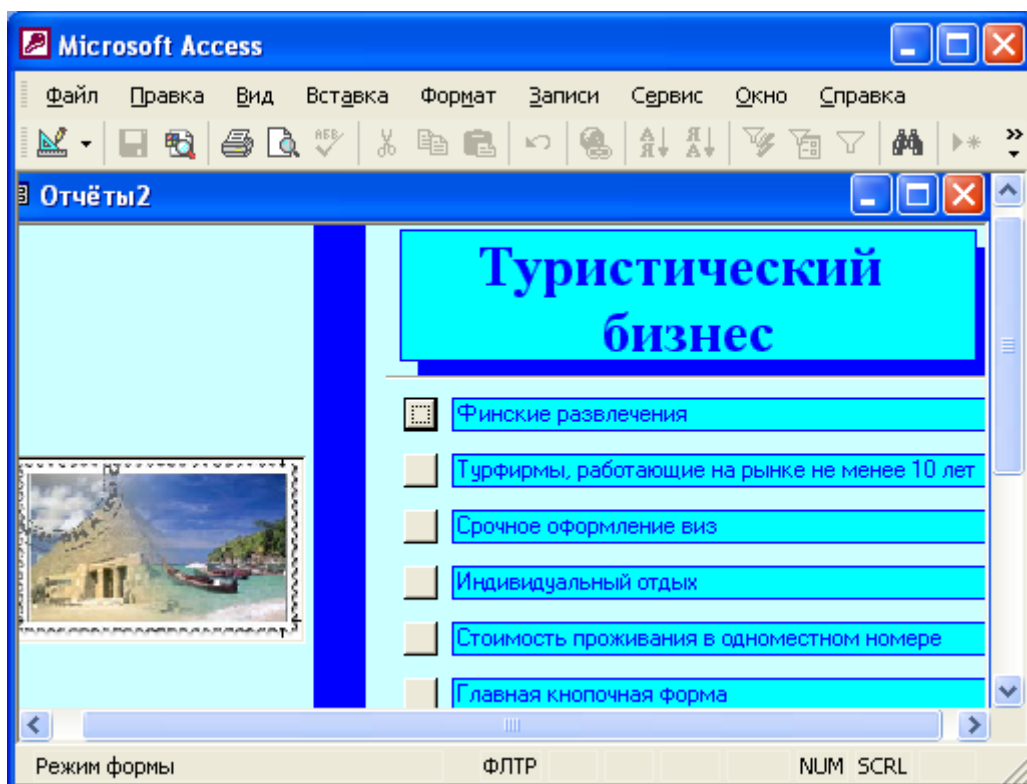 Microsoft Access
Файл Правка Вид Вставка Формат Записи Сервис Окно Справка
Отчёты2
Туристический
бизнес
Финские развлечения
Турфирмы, работающие на рынке не менее 10 лет
Срочное оформление виз
Индивидуальный отдых
Стоимость проживания в одноместном номере
Главная кнопочная форма
Режим формы ФЛТР NUM SCRL